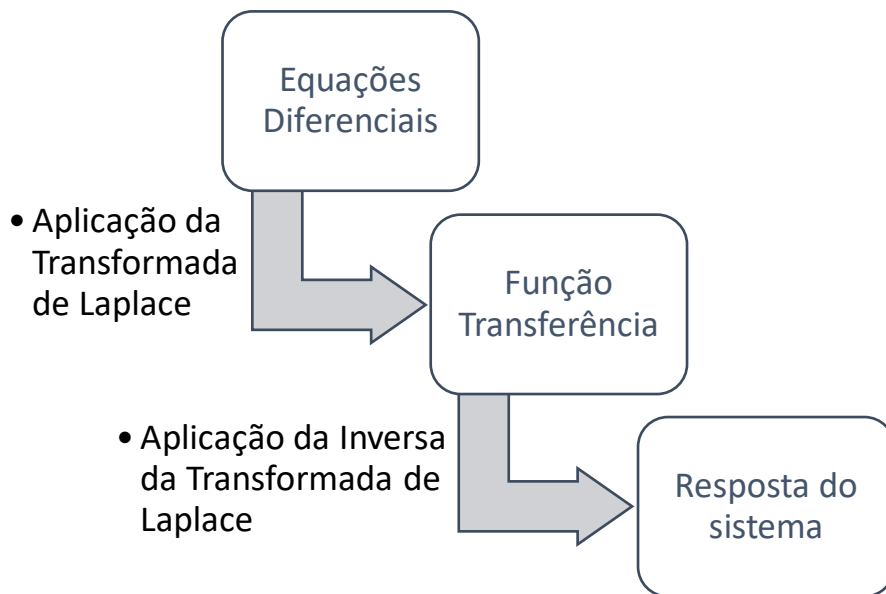 Equações
Diferenciais
• Aplicação da
Transformada
de Laplace
Função
Transferência
• Aplicação da Inversa
da Transformada de
Laplace
Resposta do
sistema